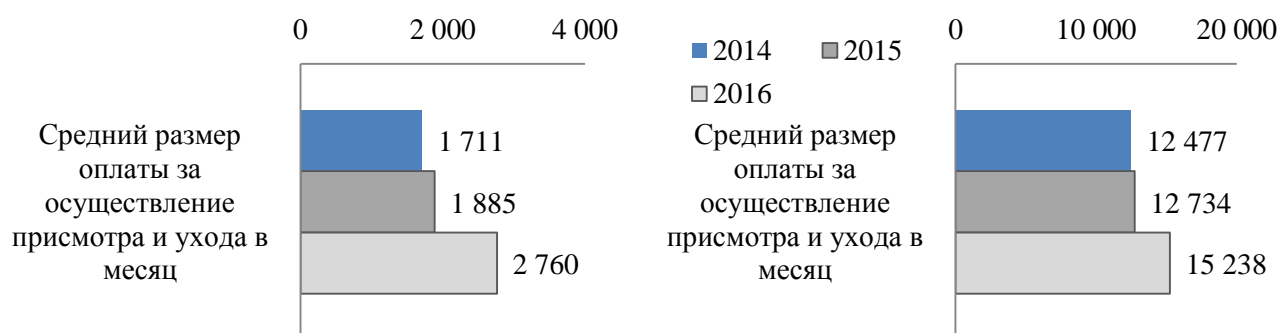 0 2 000 4 000
Средний размер
оплаты за
осуществление
присмотра и ухода в
месяц
1 711
1 885
2 760
2014 2015
2016
0 10 000 20 000
Средний размер
оплаты за
осуществление
присмотра и ухода в
месяц
12 477
12 734
15 238